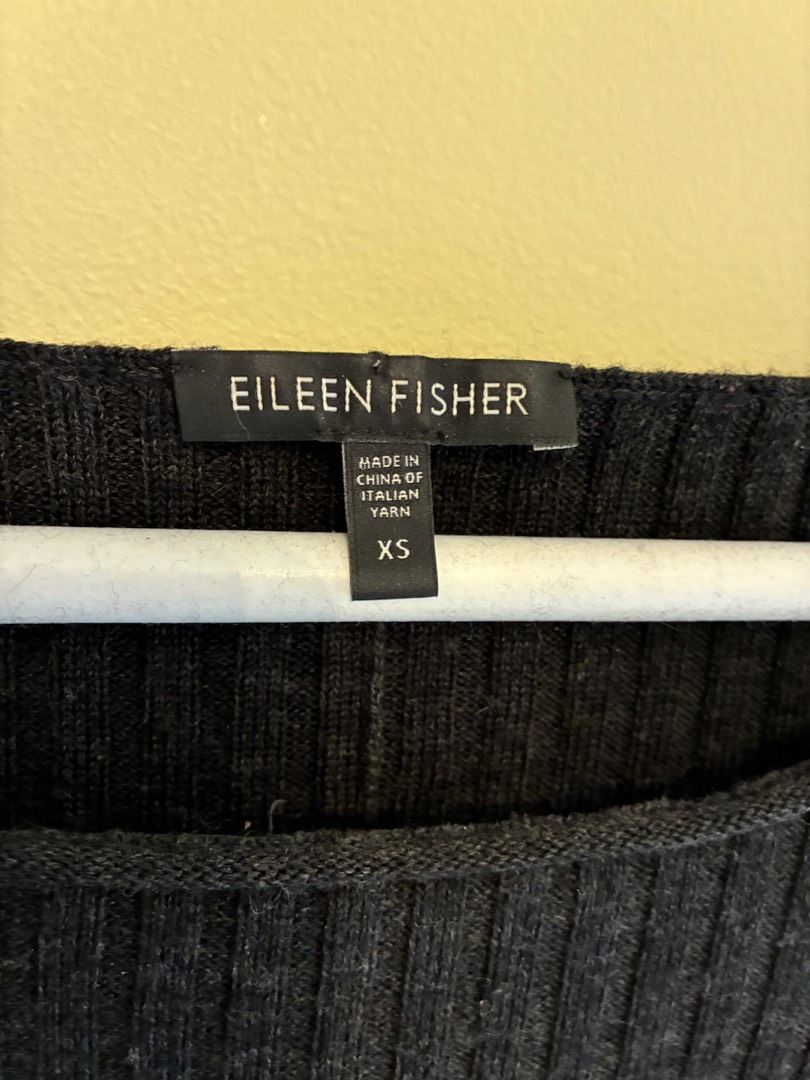 EILEEN FISHER
MADE IN
CHINA OF
ITALIAN
YARN
XS